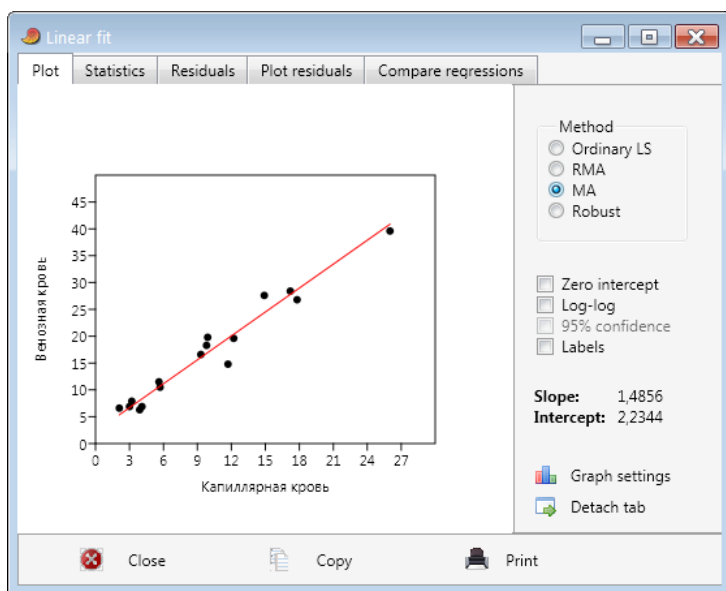 Linear fit
Plot Statistics Residuals Plot residuals Compare regressions
Method
Ordinary LS
RMA
MA
Robust
Zero intercept
Log-log
95% confidence
Labels
Slope: 1,4856
Intercept: 2,2344
Graph settings
Detach tab
Венозная кровь
45
40
35
30
25
20
15
10
5
0
0 3 6 9 12 15 18 21 24 27
Капиллярная кровь
Close Copy Print